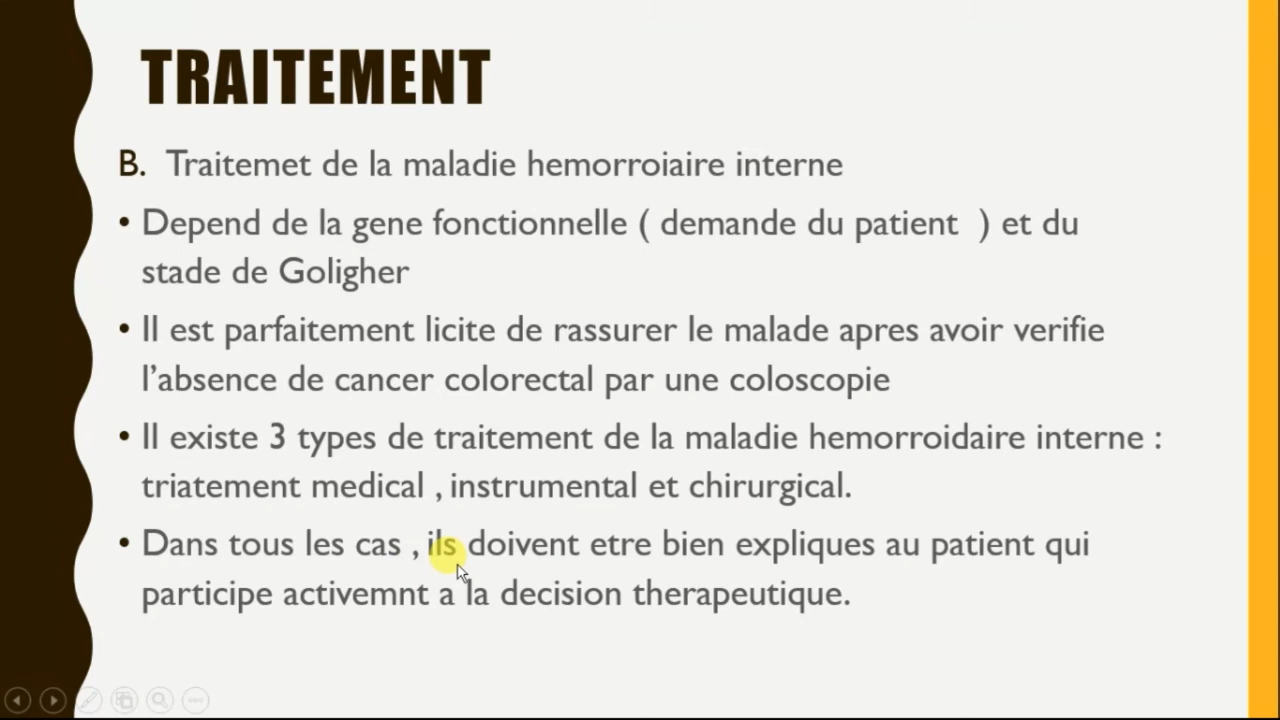 TRAITEMENT
B. Traitemet de la maladie hemorroiaire interne
• Depend de la gene fonctionnelle ( demande du patient ) et du
stade de Goligher
• Il est parfaitement licite de rassurer le malade apres avoir verifie
l’absence de cancer colorectal par une coloscopie
• Il existe 3 types de traitement de la maladie hemorroidaire interne :
triatement medical , instrumental et chirurgical.
• Dans tous les cas , ils doivent etre bien expliques au patient qui
participe activemnt a la decision therapeutique.